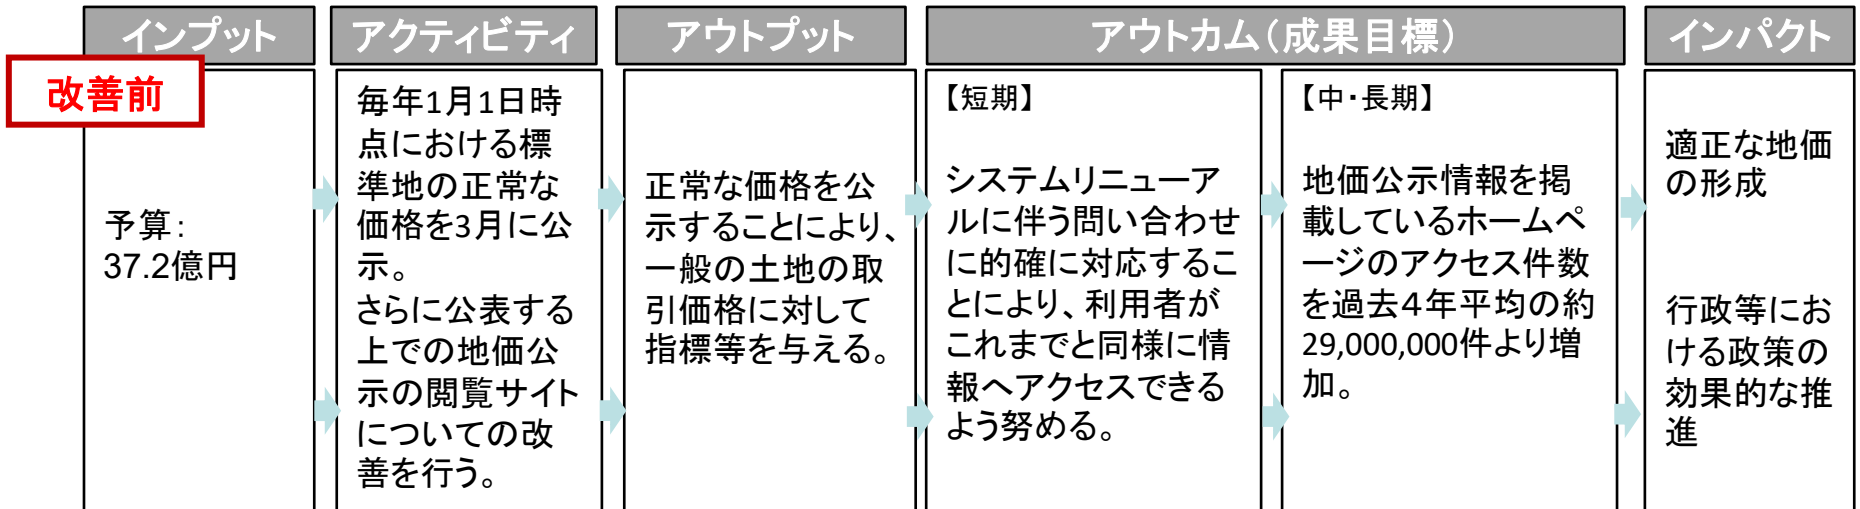 インプット
アクティビティ
アウトプット
アウトカム（成果目標）
インパクト
改善前
予算：
37.2億円
毎年1月1日時
点における標
準地の正常な
価格を3月に公
示。
さらに公表する
上での地価公
示の閲覧サイト
についての改
善を行う。
正常な価格を公
示することにより、
一般の土地の取
引価格に対して
指標等を与える。
【短期】
システムリニューア
ルに伴う問い合わせ
に的確に対応するこ
とにより、利用者が
これまでと同様に情
報へアクセスできる
よう努める。
【中・長期】
地価公示情報を掲
載しているホームペ
ージのアクセス件数
を過去４年平均の約
29,000,000件より増
加。
適正な地価
の形成
行政等にお
ける政策の
効果的な推
進